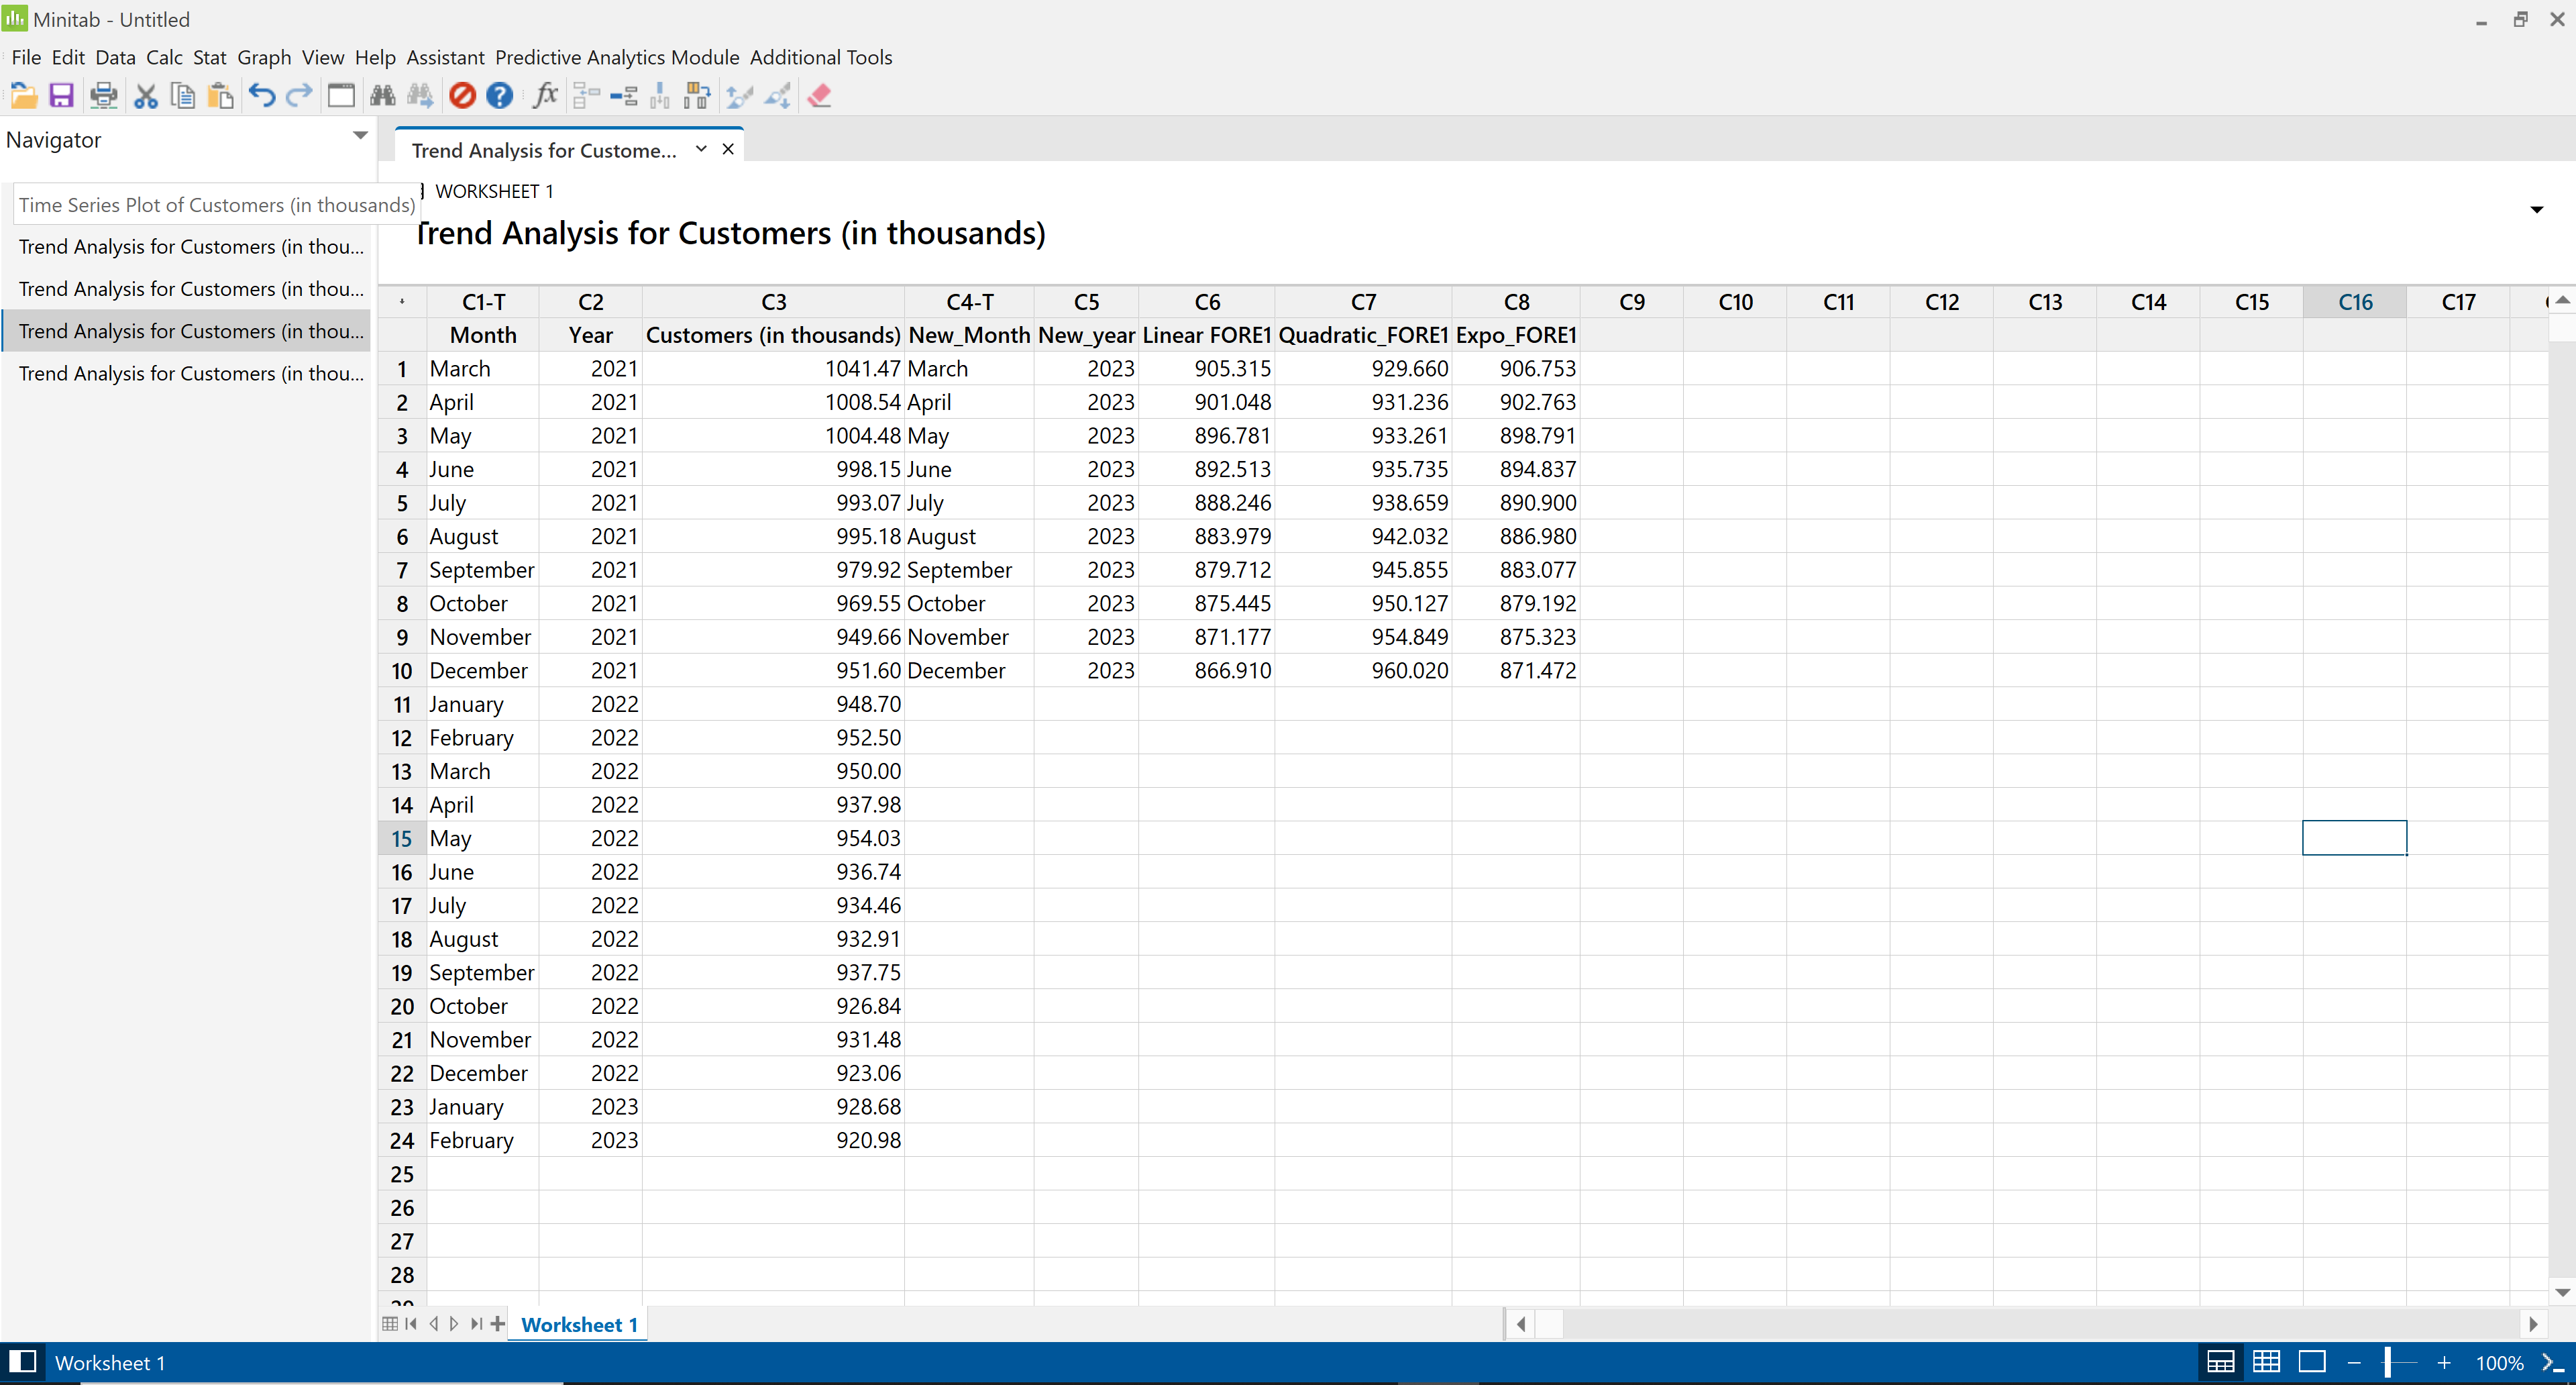 Minitab - Untitled
File Edit Data Calc Stat Graph View Help Assistant Predictive Analytics Module Additional Tools
Navigator
Trend Analysis for Custome...
Time Series Plot of Customers (in thousands)
Trend Analysis for Customers (in thou...
Trend Analysis for Customers (in thou...
Trend Analysis for Customers (in thou...
Trend Analysis for Customers (in thou...
WORKSHEET 1
Trend Analysis for Customers (in thousands)
C1-T C2 C3 C4-T C5 C6 C7 C8 C9 C10 C11 C12 C13 C14 C15 C16 C17
Month Year Customers (in thousands) New_Month New_year Linear FORE1 Quadratic_FORE1 Expo_FORE1
1 March 2021 1041.47 March 2023 905.315 929.660 906.753
2 April 2021 1008.54 April 2023 901.048 931.236 902.763
3 May 2021 1004.48 May 2023 896.781 933.261 898.791
4 June 2021 998.15 June 2023 892.513 935.735 894.837
5 July 2021 993.07 July 2023 888.246 938.659 890.900
6 August 2021 995.18 August 2023 883.979 942.032 886.980
7 September 2021 979.92 September 2023 879.712 945.855 883.077
8 October 2021 969.55 October 2023 875.445 950.127 879.192
9 November 2021 949.66 November 2023 871.177 954.849 875.323
10 December 2021 951.60 December 2023 866.910 960.020 871.472
11 January 2022 948.70
12 February 2022 952.50
13 March 2022 950.00
14 April 2022 937.98
15 May 2022 954.03
16 June 2022 936.74
17 July 2022 934.46
18 August 2022 932.91
19 September 2022 937.75
20 October 2022 926.84
21 November 2022 931.48
22 December 2022 923.06
23 January 2023 928.68
24 February 2023 920.98
25
26
27
28
Worksheet 1
Worksheet 1
100%